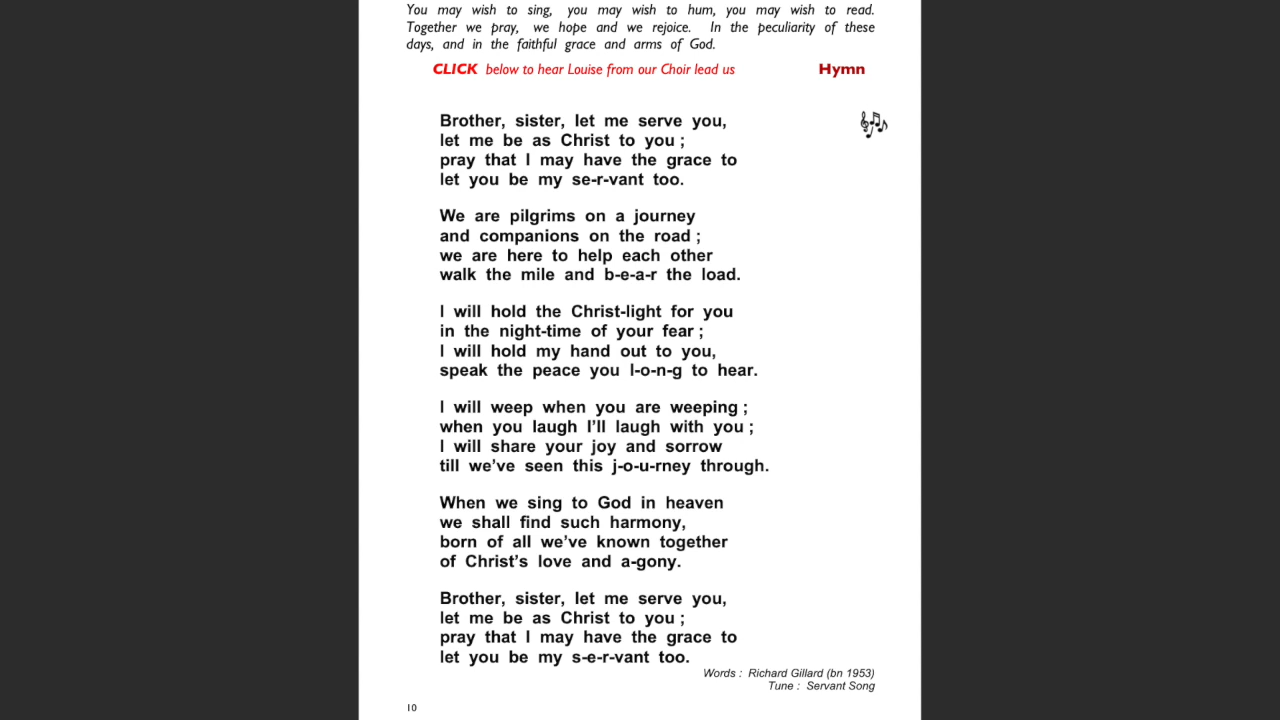 You may wish to sing, you may wish to hum, you may wish to read.
Together we pray, we hope and we rejoice. In the peculiarity of these
days, and in the faithful grace and arms of God.
CLICK below to hear Louise from our Choir lead us Hymn
Brother, sister, let me serve you,
let me be as Christ to you ;
pray that I may have the grace to
let you be my se-r-vant too.
We are pilgrims on a journey
and companions on the road ;
we are here to help each other
walk the mile and b-e-a-r the load.
I will hold the Christ-light for you
in the night-time of your fear ;
I will hold my hand out to you,
speak the peace you l-o-n-g to hear.
I will weep when you are weeping ;
when you laugh I’ll laugh with you ;
I will share your joy and sorrow
till we’ve seen this j-o-u-rney through.
When we sing to God in heaven
we shall find such harmony,
born of all we’ve known together
of Christ’s love and a-gony.
Brother, sister, let me serve you,
let me be as Christ to you ;
pray that I may have the grace to
let you be my s-e-r-vant too.
Words : Richard Gillard (bn 1953)
Tune : Servant Song
10